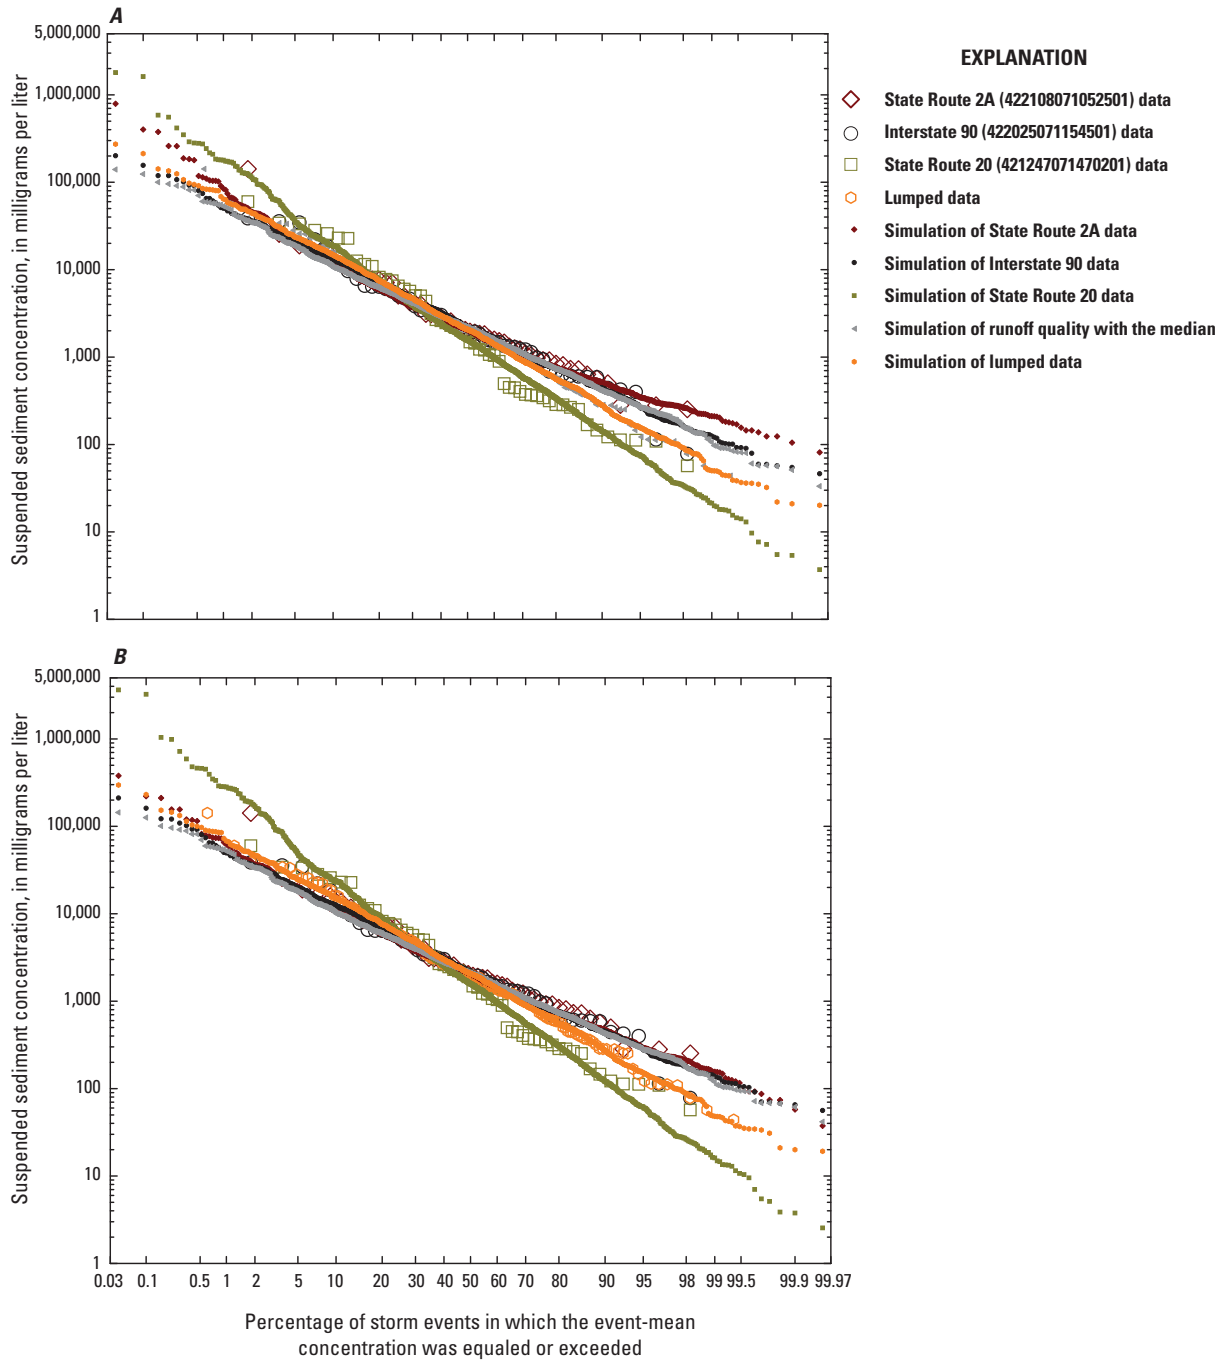 A
5,000,000
1,000,000
100,000
10,000
1,000
100
10
1
Suspended sediment concentration, in milligrams per liter
EXPLANATION
State Route 2A (422108071052501) data
Interstate 90 (422025071154501) data
State Route 20 (421247071470201) data
Lumped data
Simulation of State Route 2A data
Simulation of Interstate 90 data
Simulation of State Route 20 data
Simulation of runoff quality with the median
Simulation of lumped data
B
5,000,000
1,000,000
100,000
10,000
1,000
100
10
1
Suspended sediment concentration, in milligrams per liter
0.03 0.1 0.5 1 2 5 10 20 30 40 50 60 70 80 90 95 98 99 99.5 99.9 99.97
Percentage of storm events in which the event-mean
concentration was equaled or exceeded